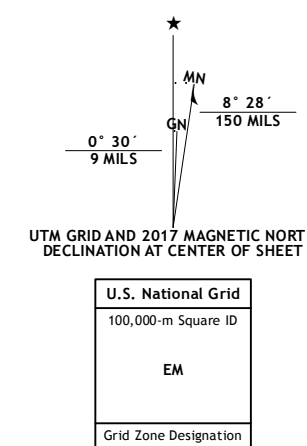 ★
MN
8° 28´
150 MILS
GN
0° 30´
9 MILS
UTM GRID AND 2017 MAGNETIC NORT
DECLINATION AT CENTER OF SHEET
U.S. National Grid
100,000-m Square ID
EM
Grid Zone Designation